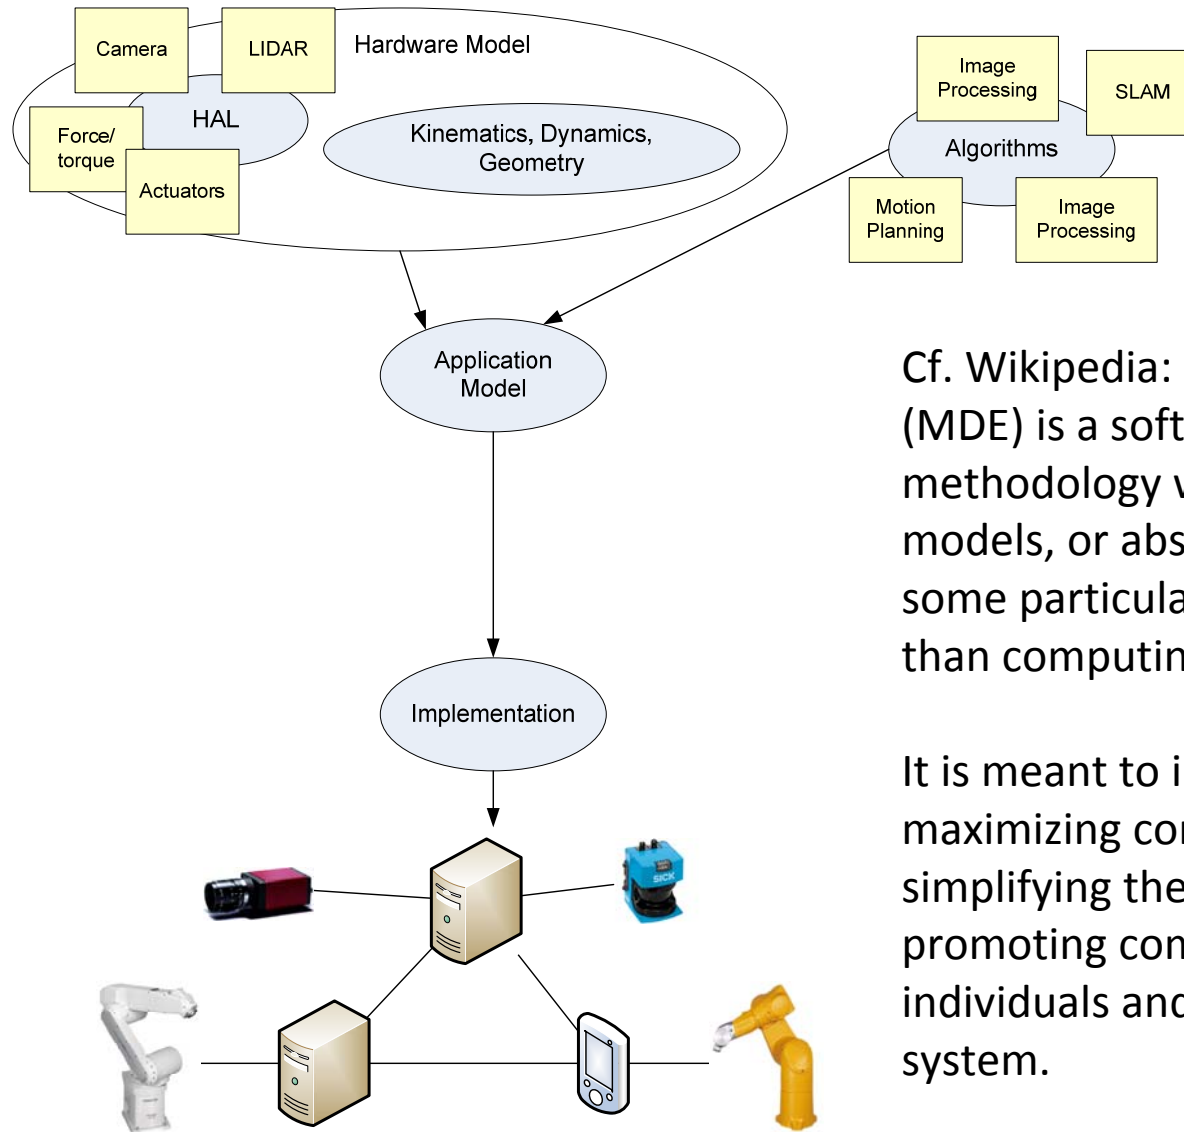 Camera
LIDAR
Hardware Model
HAL
Force/
torque
Actuators
Kinematics, Dynamics,
Geometry
Image
Processing
SLAM
Algorithms
Motion
Planning
Image
Processing
Application
Model
Implementation
SICK
Cf. Wikipedia:
(MDE) is a soft
methodology
models, or abs
some particula
than computin
It is meant to i
maximizing con
simplifying the
promoting con
individuals and
system.